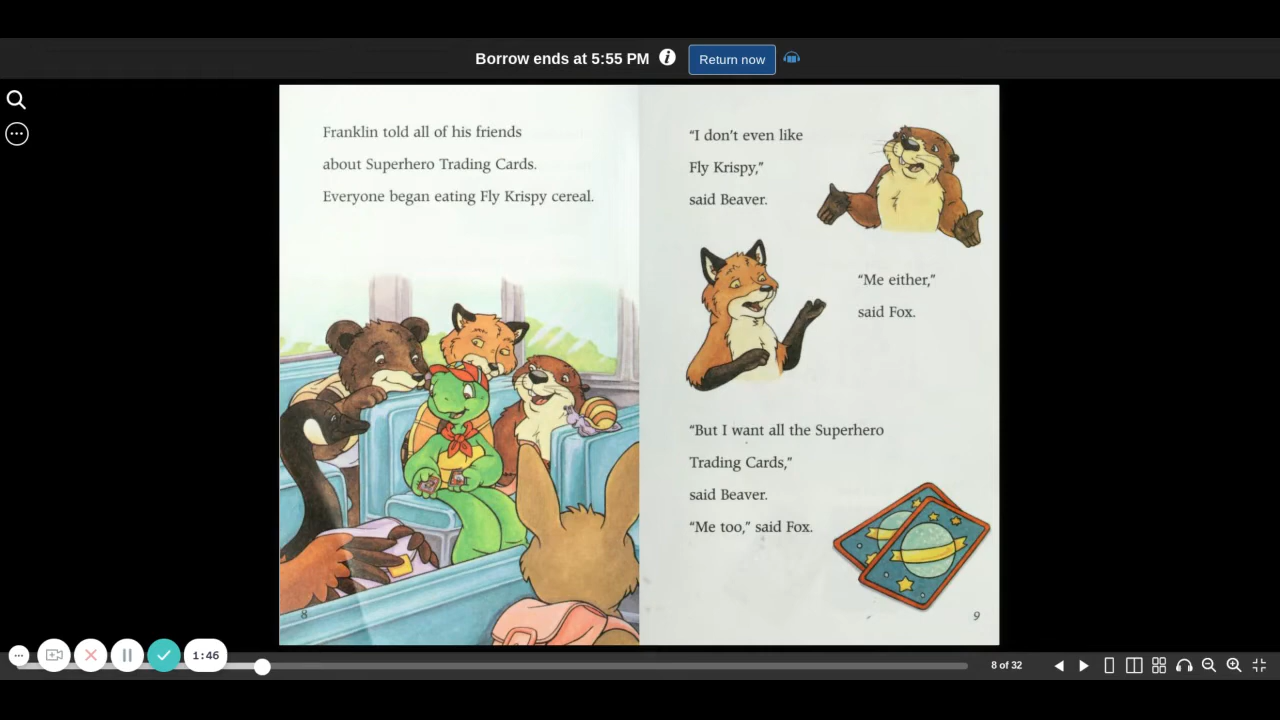 Borrow ends at 5:55 PM
Return now
Franklin told all of his friends
about Superhero Trading Cards.
Everyone began eating Fly Krispy cereal.
8
“I don’t even like
Fly Krispy,”
said Beaver.
“Me either,”
said Fox.
“But I want all the Superhero
Trading Cards,”
said Beaver.
“Me too,” said Fox.
9
1:46
8 of 32